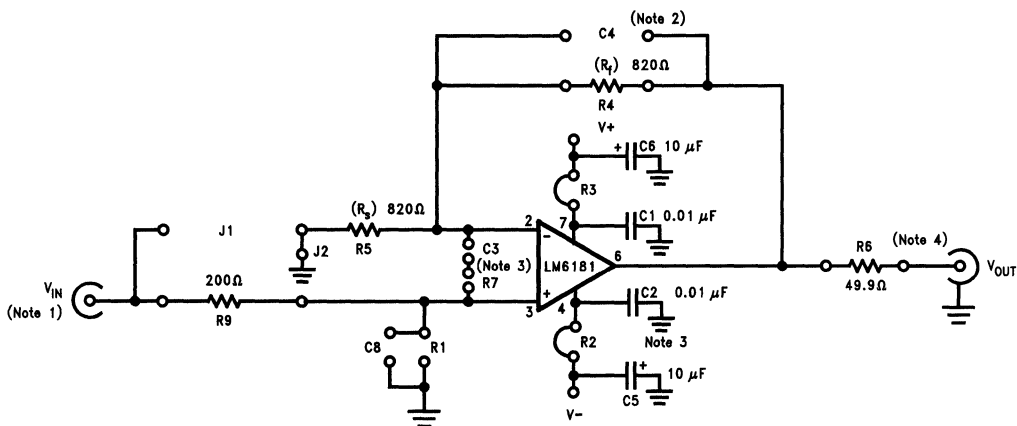 C4
(Note 2)
(Rf) 820Ω
R4
V+
C6 10 μF
+
R3
7
C1 0.01 μF
J1
(Rs) 820Ω
R5
J2
C3
(Note 3)
R7
2
−
LM6181
6
+
3
4
R6
(Note 4)
49.9Ω
VOUT
VIN
(Note 1)
200Ω
R9
C2 0.01 μF
Note 3
C8
R1
R2
+
10 μF
C5
V−